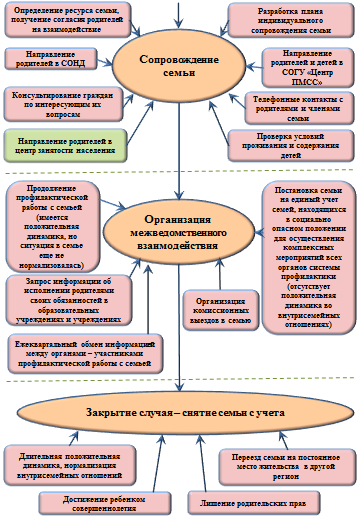 Определение ресурса семьи,
получение согласия родителей
на взаимодействие
Разработка плана
индивидуального
сопровождения семьи
Направление
родителей в СОНД
Сопровождение
семьи
Направление
родителей и детей в
СОГУ «Центр
ПМСС»
Консультирование граждан
по интересующим их
вопросам
Телефонные контакты с
родителями и членами
семьи
Направление родителей в
центр занятости населения
Проверка условий
проживания и содержания
детей
Продолжение
профилактической
работы с семьей
(имеется
положительная
динамика, но
ситуация в семье
еще не
нормализовалась)
Организация
межведомственного
взаимодействия
Постановка семьи
на единый учет
семей, находящихся
в социально
опасном положении
для осуществления
комплексных
мероприятий всех
органов системы
профилактики
(отсутсвует
положительная
динамика во
внутрисемейных
отношениях)
Запрос информации об
исполнении родителями
своих обязанностей в
образовательных
учреждениях и учреждениях
Организация
комиссионных
выездов в семью
Ежеквартальный обмен информацией
между органами – участниками
профилактической работы с семьей
Закрытие случая – снятие семьи с учета
Длительная положительная
динамика, нормализация
внутрисемейных отношений
Переезд семьи на постоянное
место жительства в другой
регион
Достижение ребенком
совершеннолетия
Лишение родительских прав